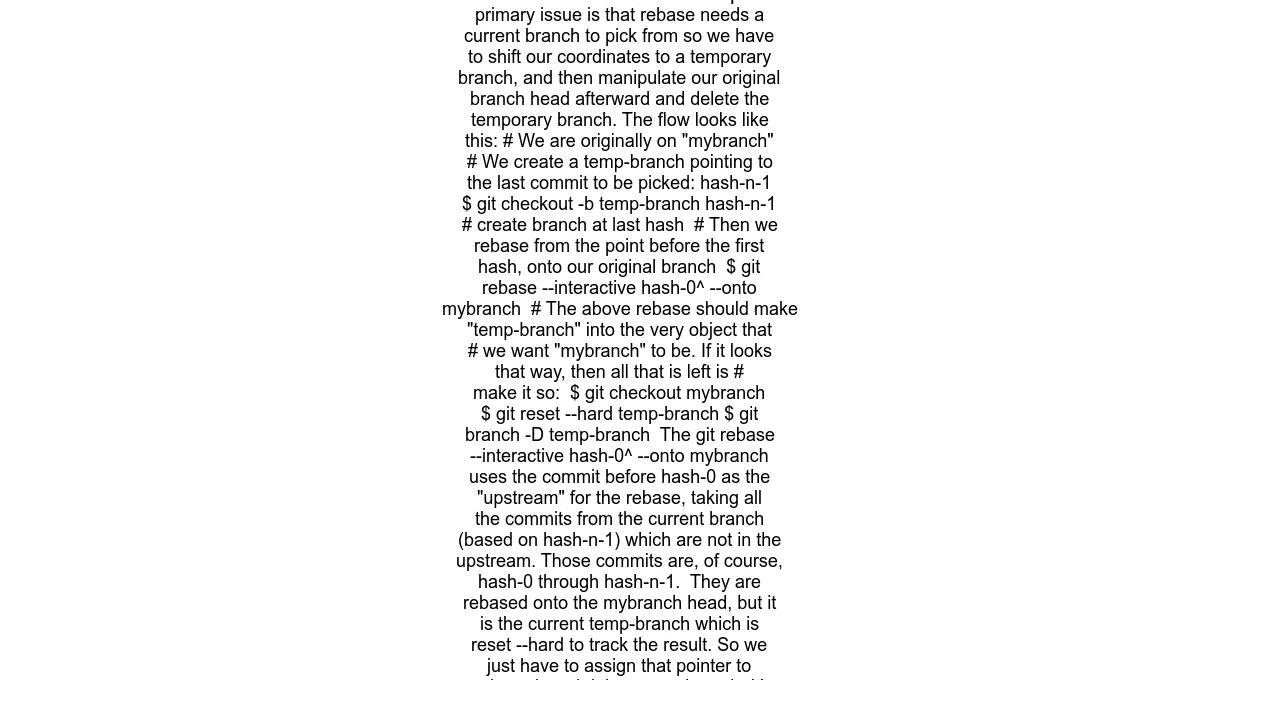 primary issue is that rebase needs a
current branch to pick from so we have
to shift our coordinates to a temporary
branch, and then manipulate our original
branch head afterward and delete the
temporary branch. The flow looks like
this: # We are originally on "mybranch"
# We create a temp-branch pointing to
the last commit to be picked: hash-n-1
$ git checkout -b temp-branch hash-n-1
# create branch at last hash  # Then we
rebase from the point before the first
hash, onto our original branch  $ git
rebase --interactive hash-0^ --onto
mybranch  # The above rebase should make
"temp-branch" into the very object that
# we want "mybranch" to be. If it looks
that way, then all that is left is #
make it so:  $ git checkout mybranch
$ git reset --hard temp-branch $ git
branch -D temp-branch  The git rebase
--interactive hash-0^ --onto mybranch
uses the commit before hash-0 as the
"upstream" for the rebase, taking all
the commits from the current branch
(based on hash-n-1) which are not in the
upstream. Those commits are, of course,
hash-0 through hash-n-1.  They are
rebased onto the mybranch head, but it
is the current temp-branch which is
reset --hard to track the result. So we
just have to assign that pointer to